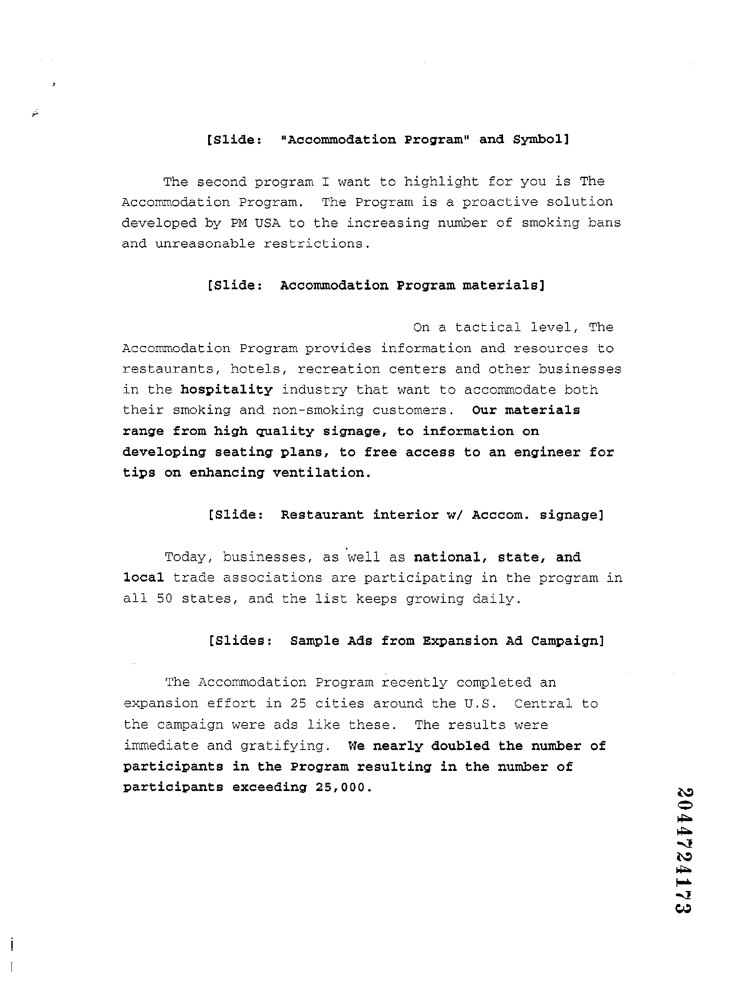 [Slide: "Accommodation Program" and Symbol]
The second program I want to highlight for you is The
Accommodation Program. The Program is a proactive solution
developed by PM USA to the increasing number of smoking bans
and unreasonable restrictions.
[Slide: Accommodation Program materials]
On a tactical level, The
Accommodation Program provides information and resources to
restaurants, hotels, recreation centers and other businesses
in the hospitality industry that want to accommodate both
their smoking and non-smoking customers. Our materials
range from high quality signage, to information on
developing seating plans, to free access to an engineer for
tips on enhancing ventilation.
[Slide: Restaurant interior w/ Acccom. signage]
Today, businesses, as well as national, state, and
local trade associations are participating in the program in
all 50 states, and the list keeps growing daily.
[Slides: Sample Ads from Expansion Ad Campaign]
The Accommodation Program recently completed an
expansion effort in 25 cities around the U.S. Central to
the campaign were ads like these. The results were
immediate and gratifying. We nearly doubled the number of
participants in the Program resulting in the number of
participants exceeding 25,000.
2044724173